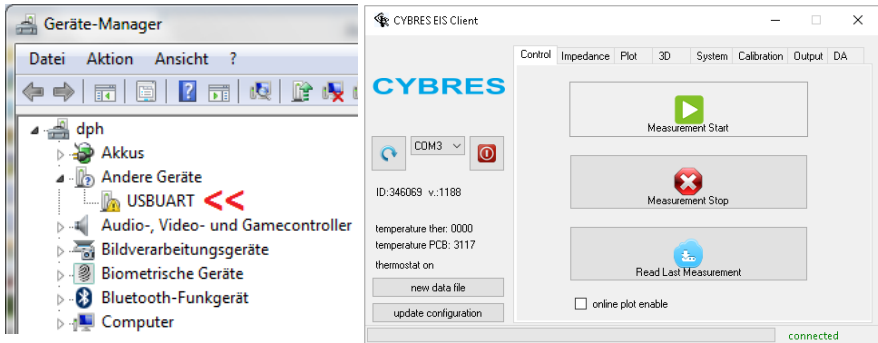 Geräte-Manager
Datei Aktion Ansicht ?
dph
Akkus
Andere Geräte
USBUART <<
Audio-, Video- und Gamecontroller
Bildverarbeitungsgeräte
Biometrische Geräte
Bluetooth-Funkgerät
Computer
CYBRES EIS Client
Control Impedance Plot 3D System Calibration Output DA
CYBRES
COM3
ID:346069 v.:1188
temperature ther: 0000
temperature PCB: 3117
thermostat on
new data file
update configuration
Measurement Start
Measurement Stop
Read Last Measurement
online plot enable
connected